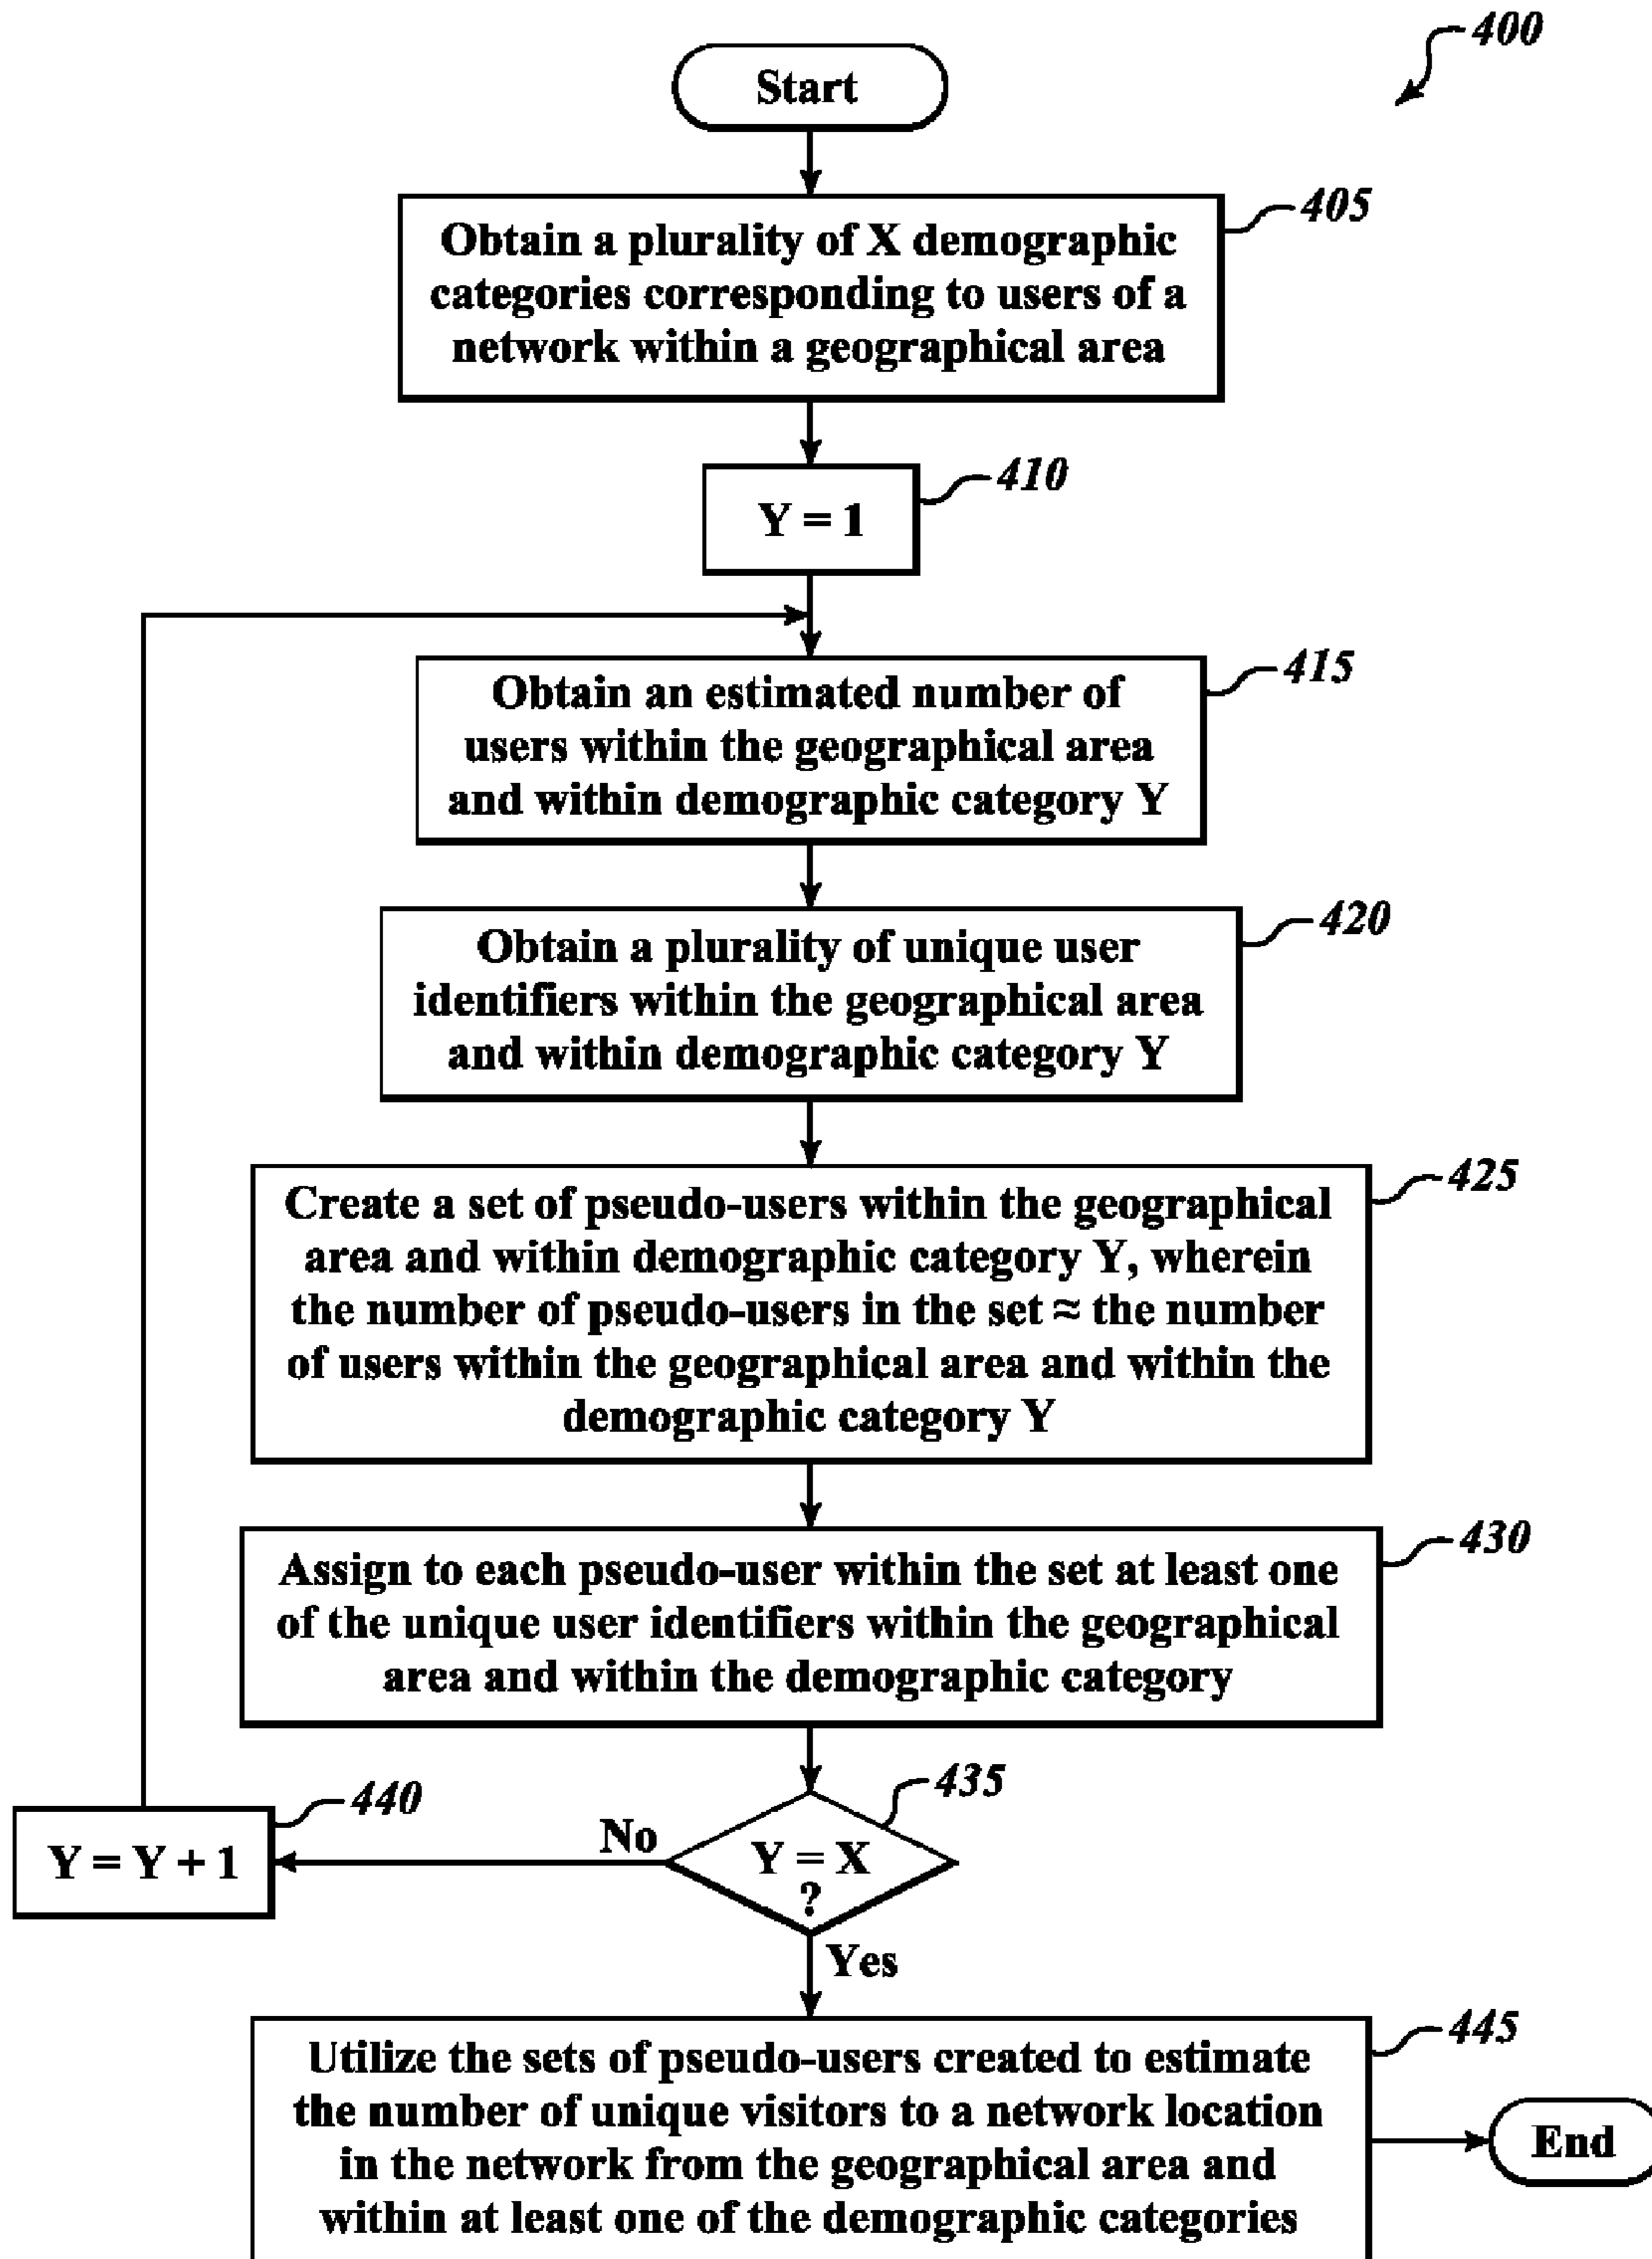 400
Start
405
Obtain a plurality of X demographic
categories corresponding to users of a
network within a geographical area
410
Y = 1
415
Obtain an estimated number of
users within the geographical area
and within demographic category Y
420
Obtain a plurality of unique user
identifiers within the geographical area
and within demographic category Y
425
Create a set of pseudo-users within the geographical
area and within demographic category Y, wherein
the number of pseudo-users in the set ≈ the number
of users within the geographical area and within the
demographic category Y
430
Assign to each pseudo-user within the set at least one
of the unique user identifiers within the geographical
area and within the demographic category
435
Y = X
?
No
440
Y = Y + 1
Yes
445
Utilize the sets of pseudo-users created to estimate
the number of unique visitors to a network location
in the network from the geographical area and
within at least one of the demographic categories
End